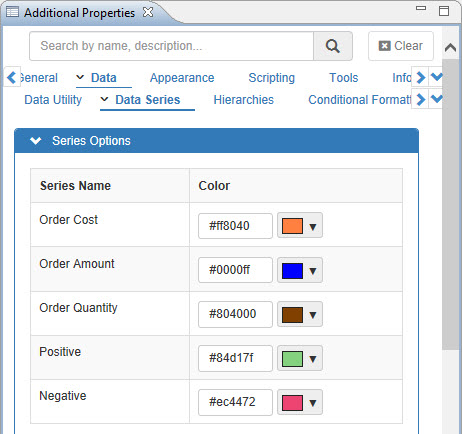 Additional Properties
Search by name, description...
Clear
General Data Appearance Scripting Tools Info
Data Utility Data Series Hierarchies Conditional Formatt
Series Options
Series Name Color
Order Cost #ff8040
Order Amount #0000ff
Order Quantity #804000
Positive #84d17f
Negative #ec4472